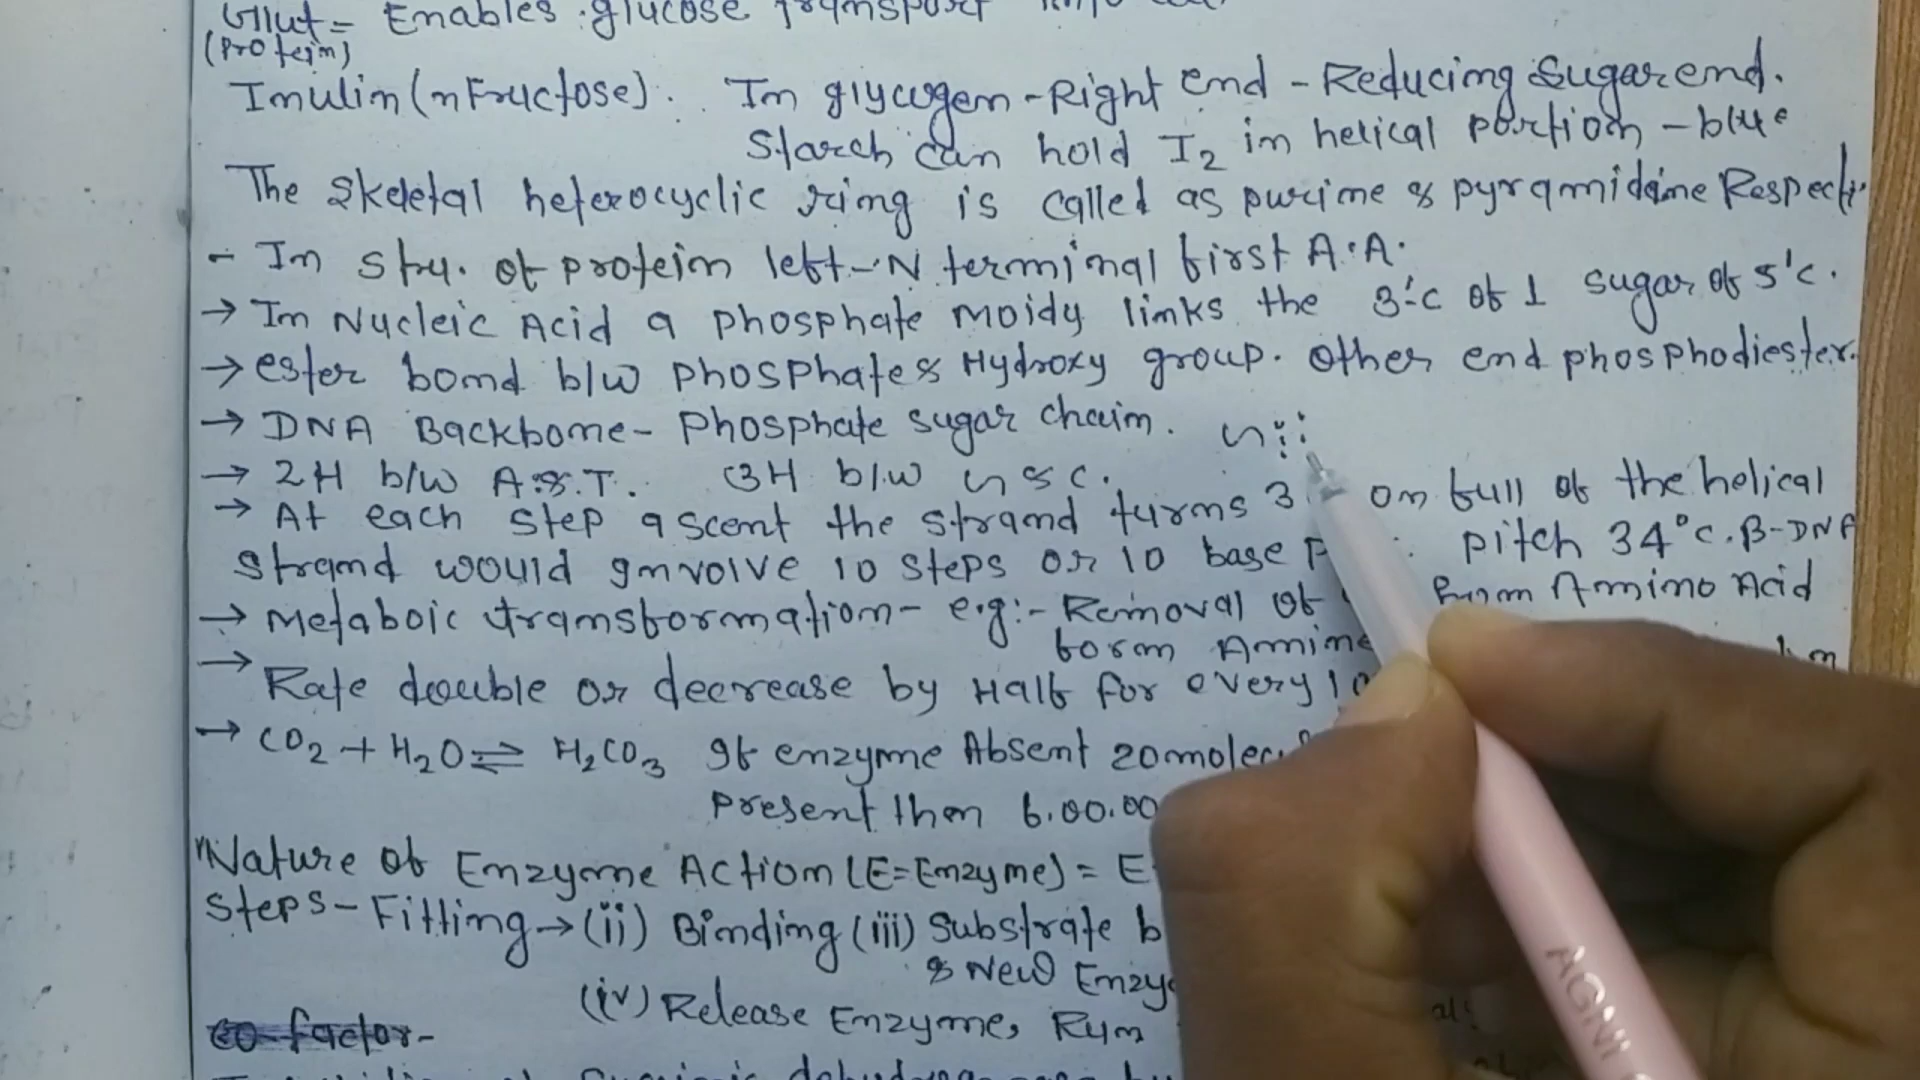 Glut = Enables glucose transport into cell
(Protein)
Inulin (nFructose). In glycogen - Right end - Reducing Sugar end.
Starch can hold I2 in helical portion - blue
The Skeletal heterocyclic ring is called as purine & pyramidine Respecti
- In stru. of protein left - N terminal first A.A.
→ In Nucleic Acid a phosphate moidy links the 3'-C of 1 sugar of 5'C.
→ ester bond b/w phosphate & Hydroxy group. Other end phosphodiester.
→ DNA Backbone - Phosphate sugar chain. G
→ 2H b/w A & T. 3H b/w G & C.
→ At each step ascent the strand turns 3 on full of the helical
strand would involve 10 steps or 10 base p pitch 34°C. B-DNA
→ Metaboic transformation - e.g:- Removal of from Amino Acid
form Amine
→ Rate double or decrease by Half for every 10
→ CO2 + H2O ⇌ H2CO3 If enzyme Absent 20 molecu
Present then 6.00.00
Nature of Enzyme Action (E=Enzyme) = E
Steps - Fitting → (ii) Binding (iii) Substrate b
& New Enzy
(iv) Release Enzyme, Run
Co factor-
AGNI